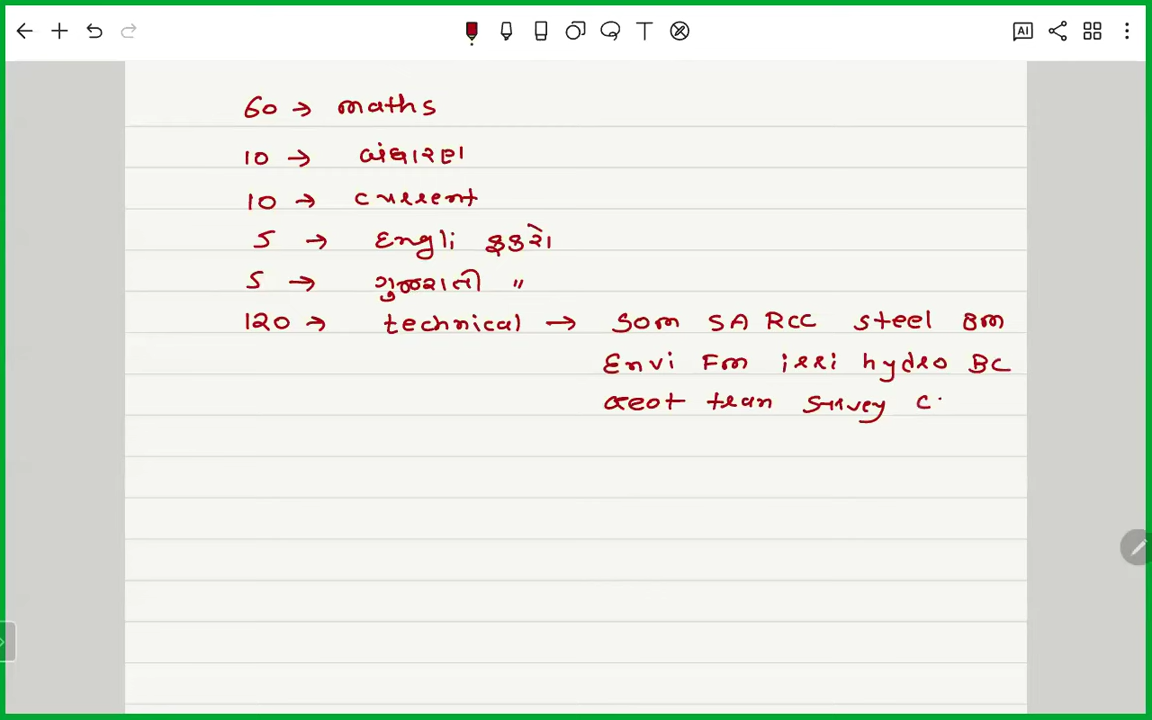 60 → maths
10 → બંધારણ
10 → current
5 → Engli ફકરો
5 → ગુજરાતી "
120 → technical → SOM SA RCC steel BM
Envi Fm irri hydro BC
Geot tran survey C.